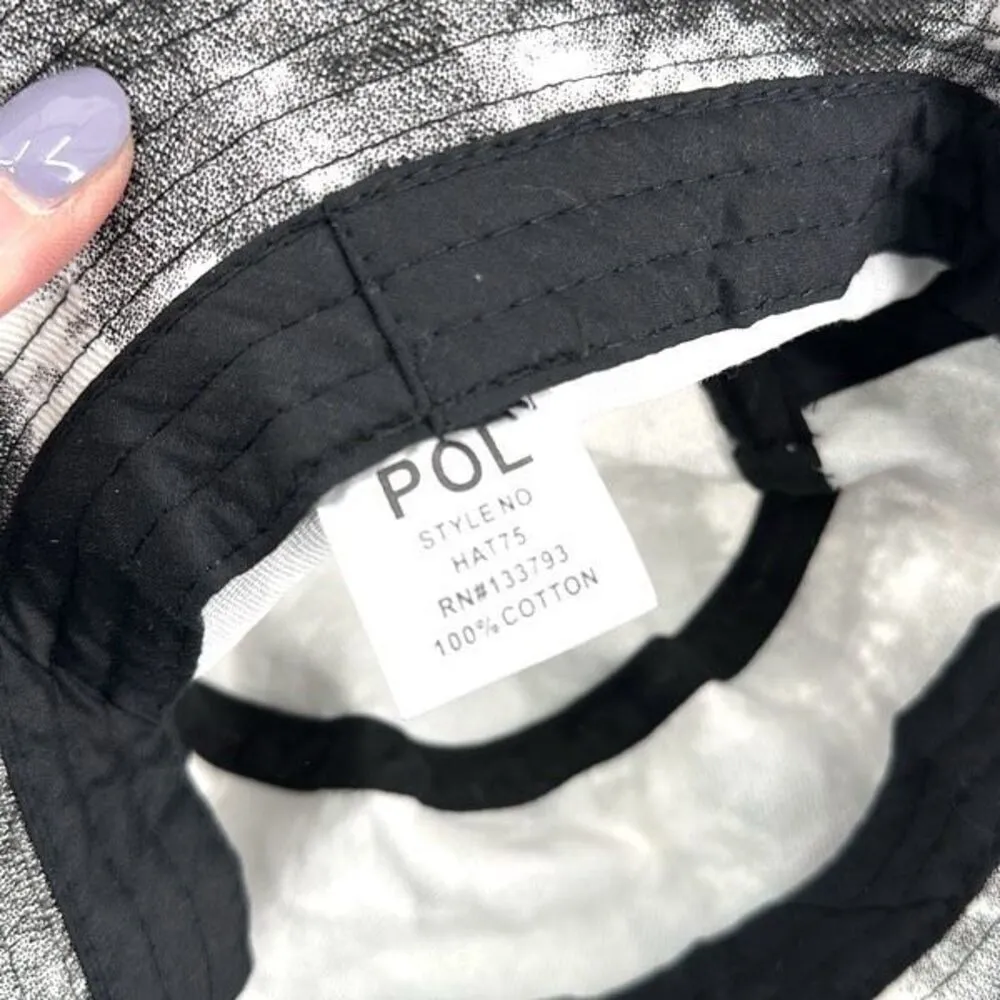 POL
STYLE NO
HAT75
RN#133793
100% COTTON